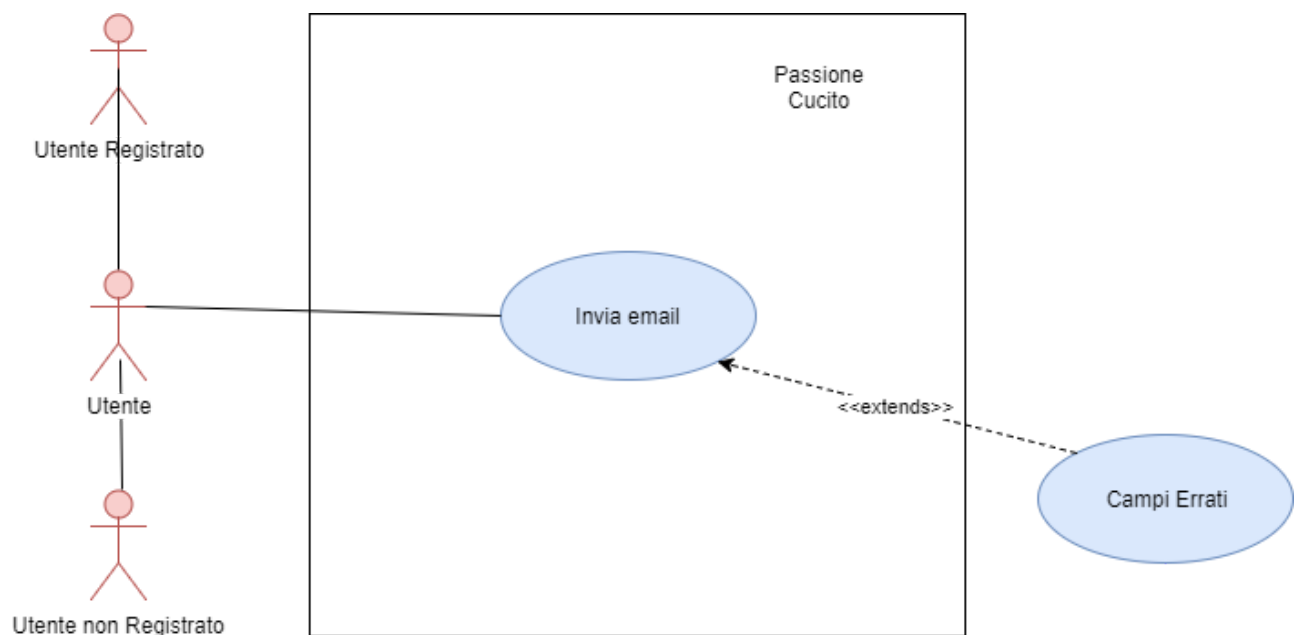 Passione
Cucito
Utente Registrato
Invia email
Utente
<<extends>>
Campi Errati
Utente non Registrato